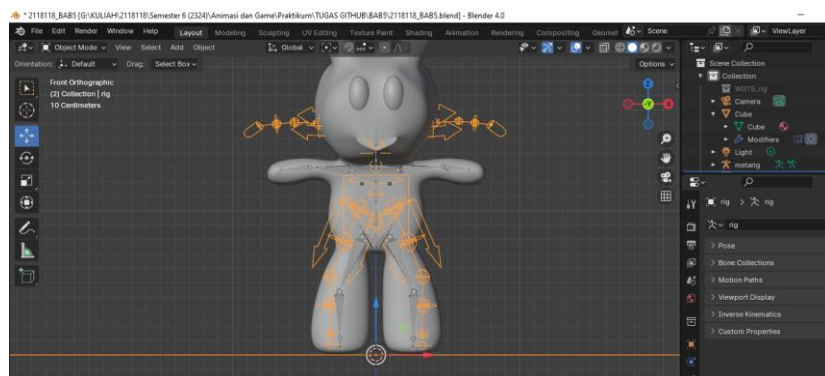 * 2118118_BAB5 [G:\KULIAH\2118118\Semester 6 (2324)\Animasi dan Game\Praktikum\TUGAS GITHUB\BAB5\2118118_BAB5.blend] - Blender 4.0
File Edit Render Window Help Layout Modeling Sculpting UV Editing Texture Paint Shading Animation Rendering Compositing Geomet Scene ViewLayer
Object Mode View Select Add Object Global
Orientation: Default Drag: Select Box Options
Front Orthographic
(2) Collection | rig
10 Centimeters
Z
-Y
Scene Collection
Collection
WGTS_rig
Camera
Cube
Cube
Modifiers
Light
metarig
rig > rig
rig
> Pose
> Bone Collections
> Motion Paths
> Viewport Display
> Inverse Kinematics
> Custom Properties